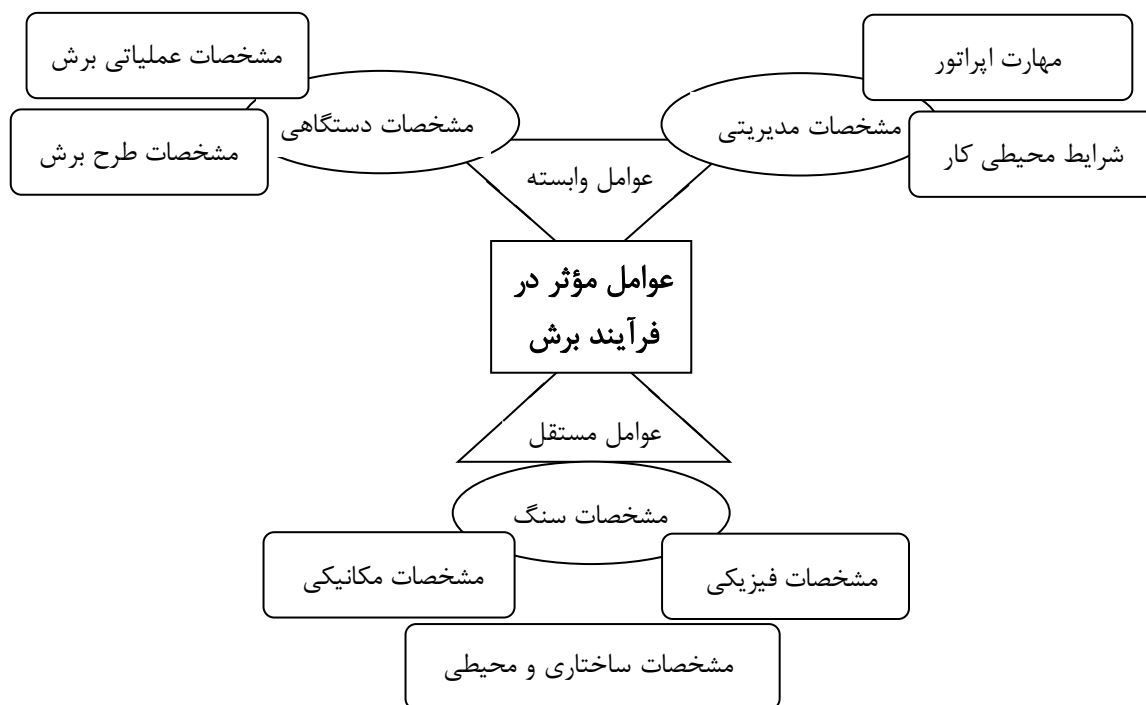 مهارت اپراتور
مشخصات عملیاتی برش
مشخصات مدیریتی
مشخصات دستگاهی
شرایط محیطی کار
مشخصات طرح برش
عوامل وابسته
عوامل مؤثر در
فرآیند برش
عوامل مستقل
مشخصات سنگ
مشخصات فیزیکی
مشخصات مکانیکی
مشخصات ساختاری و محیطی